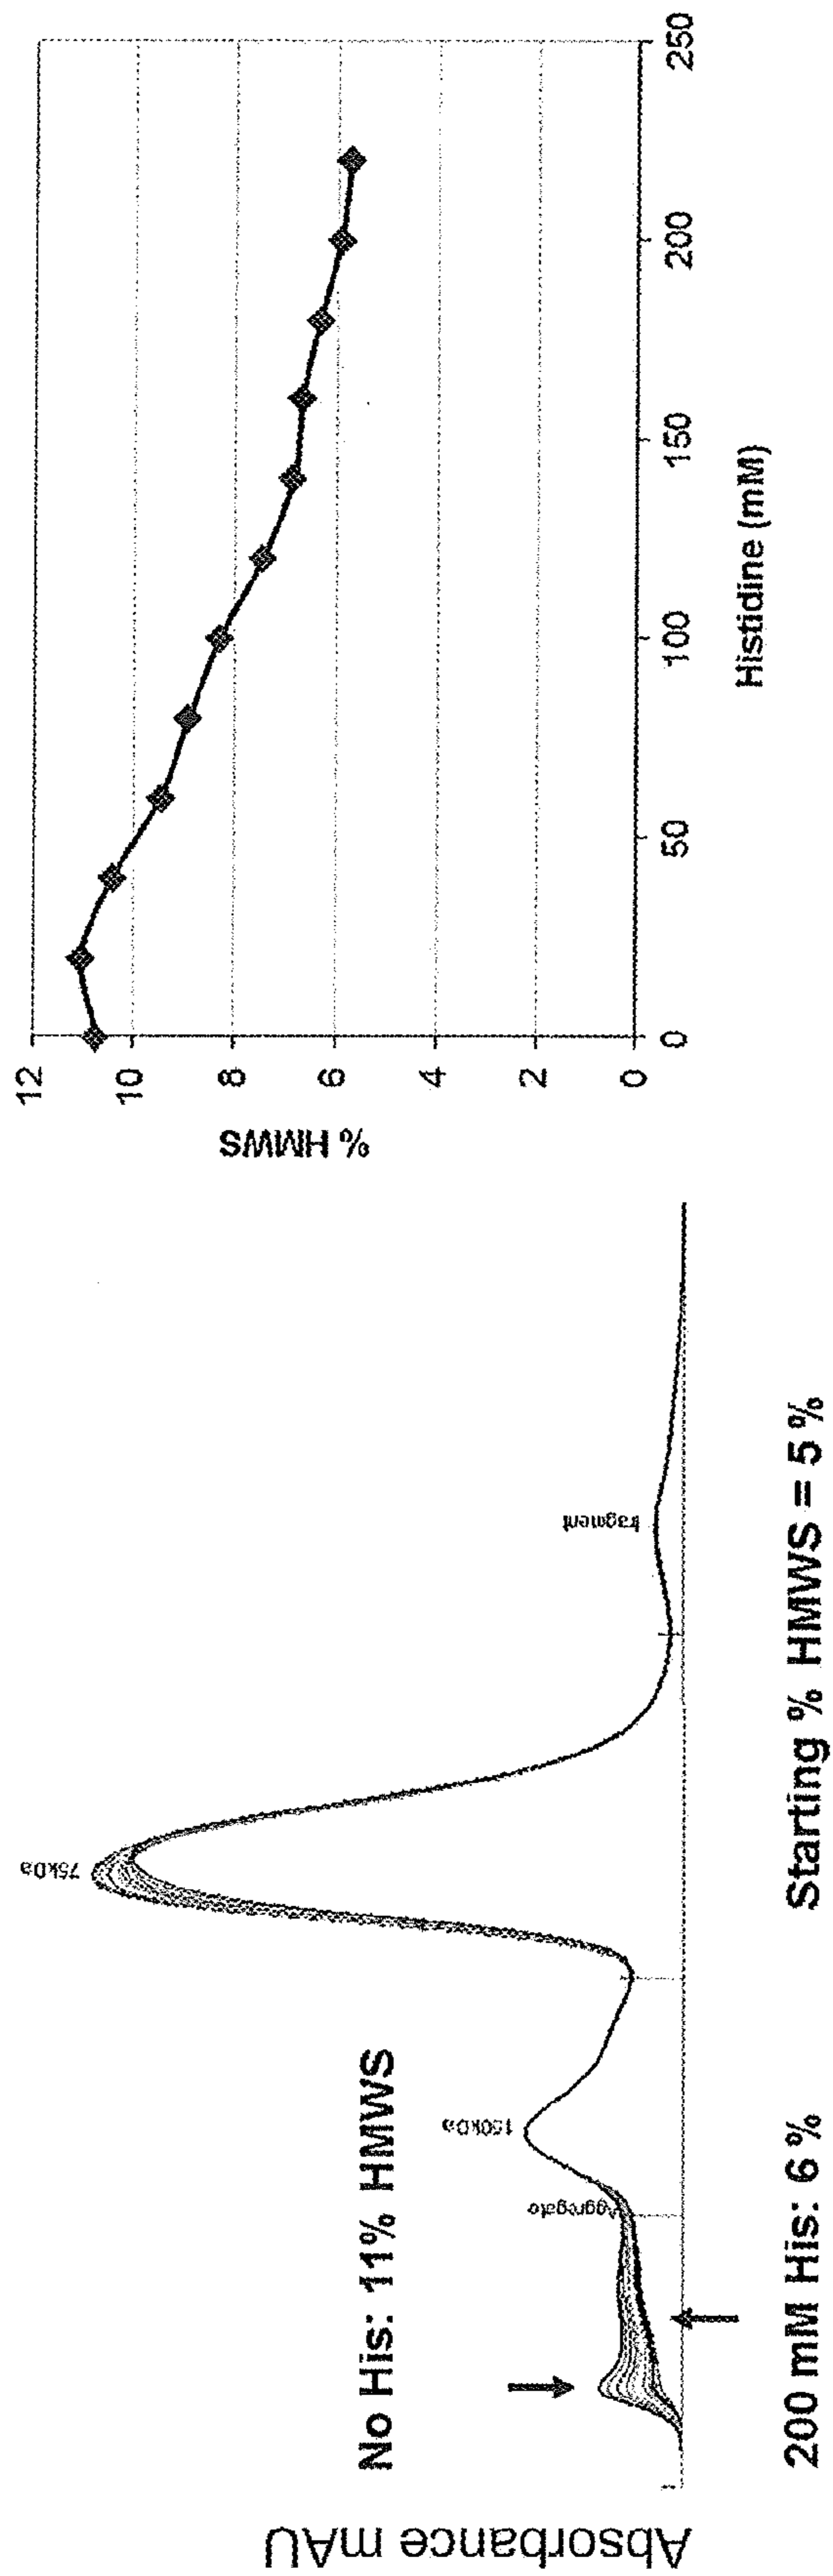 Absorbance mAU
No His: 11% HMWS
200 mM His: 6 %
Aggregate
150kDa
75kDa
fragment
Starting % HMWS = 5 %
% HMWS
12
10
8
6
4
2
0
0
50
100
150
200
250
Histidine (mM)